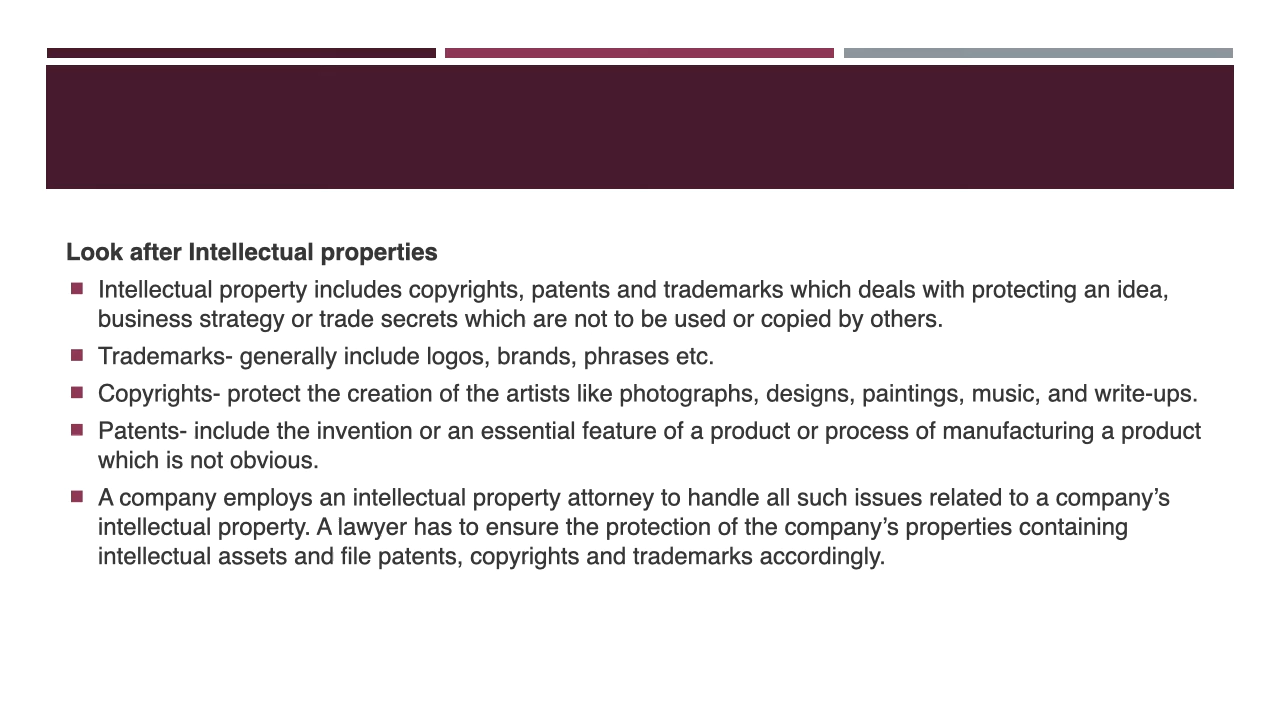 Look after Intellectual properties
Intellectual property includes copyrights, patents and trademarks which deals with protecting an idea,
business strategy or trade secrets which are not to be used or copied by others.
Trademarks- generally include logos, brands, phrases etc.
Copyrights- protect the creation of the artists like photographs, designs, paintings, music, and write-ups.
Patents- include the invention or an essential feature of a product or process of manufacturing a product
which is not obvious.
A company employs an intellectual property attorney to handle all such issues related to a company’s
intellectual property. A lawyer has to ensure the protection of the company’s properties containing
intellectual assets and file patents, copyrights and trademarks accordingly.